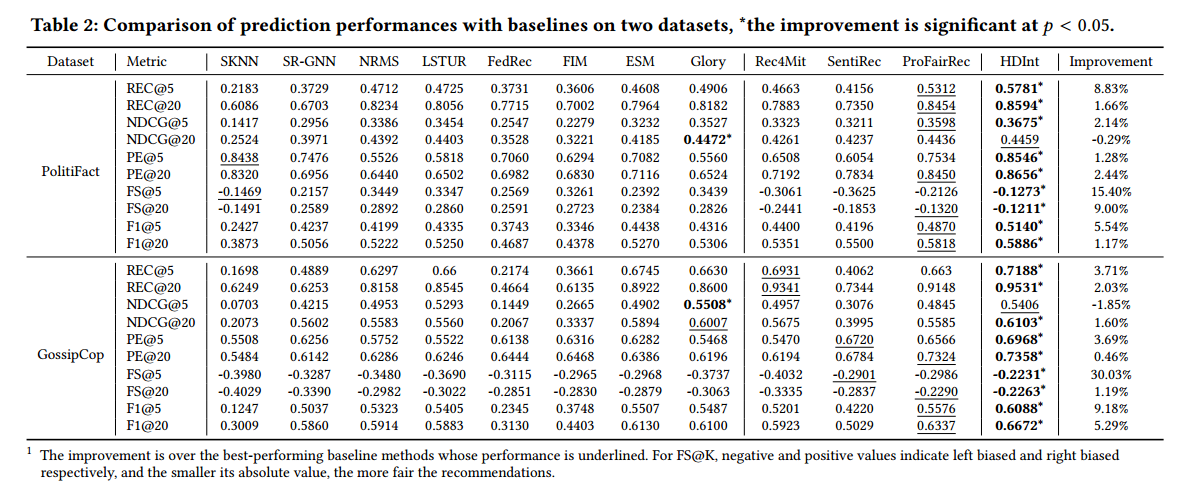 Table 2: Comparison of prediction performances with baselines on two datasets, *the improvement is significant at p < 0.05.
Dataset Metric SKNN SR-GNN NRMS LSTUR FedRec FIM ESM Glory Rec4Mit SentiRec ProFairRec HDInt Improvement
REC@5 0.2183 0.3729 0.4712 0.4725 0.3731 0.3606 0.4608 0.4906 0.4663 0.4156 0.5312 0.5781* 8.83%
REC@20 0.6086 0.6703 0.8234 0.8056 0.7715 0.7002 0.7964 0.8182 0.7883 0.7350 0.8454 0.8594* 1.66%
NDCG@5 0.1417 0.2956 0.3386 0.3454 0.2547 0.2279 0.3232 0.3527 0.3323 0.3211 0.3598 0.3675* 2.14%
NDCG@20 0.2524 0.3971 0.4392 0.4403 0.3528 0.3221 0.4185 0.4472* 0.4261 0.4237 0.4436 0.4459 -0.29%
PE@5 0.8438 0.7476 0.5526 0.5818 0.7060 0.6294 0.7082 0.5560 0.6508 0.6054 0.7534 0.8546* 1.28%
PolitiFact
PE@20 0.8320 0.6956 0.6440 0.6502 0.6982 0.6830 0.7116 0.6524 0.7192 0.7834 0.8450 0.8656* 2.44%
FS@5 -0.1469 0.2157 0.3449 0.3347 0.2569 0.3261 0.2392 0.3439 -0.3061 -0.3625 -0.2126 -0.1273* 15.40%
FS@20 -0.1491 0.2589 0.2892 0.2860 0.2591 0.2723 0.2384 0.2826 -0.2441 -0.1853 -0.1320 -0.1211* 9.00%
F1@5 0.2427 0.4237 0.4199 0.4335 0.3743 0.3346 0.4438 0.4316 0.4400 0.4196 0.4870 0.5140* 5.54%
F1@20 0.3873 0.5056 0.5222 0.5250 0.4687 0.4378 0.5270 0.5306 0.5351 0.5500 0.5818 0.5886* 1.17%
REC@5 0.1698 0.4889 0.6297 0.66 0.2174 0.3661 0.6745 0.6630 0.6931 0.4062 0.663 0.7188* 3.71%
REC@20 0.6249 0.6253 0.8158 0.8545 0.4664 0.6135 0.8922 0.8600 0.9341 0.7344 0.9148 0.9531* 2.03%
NDCG@5 0.0703 0.4215 0.4953 0.5293 0.1449 0.2665 0.4902 0.5508* 0.4957 0.3076 0.4845 0.5406 -1.85%
NDCG@20 0.2073 0.5602 0.5583 0.5560 0.2067 0.3337 0.5894 0.6007 0.5675 0.3995 0.5585 0.6103* 1.60%
PE@5 0.5508 0.6256 0.5752 0.5522 0.6138 0.6316 0.6282 0.5468 0.5470 0.6720 0.6566 0.6968* 3.69%
GossipCop
PE@20 0.5484 0.6142 0.6286 0.6246 0.6444 0.6468 0.6386 0.6196 0.6194 0.6784 0.7324 0.7358* 0.46%
FS@5 -0.3980 -0.3287 -0.3480 -0.3690 -0.3115 -0.2965 -0.2968 -0.3737 -0.4032 -0.2901 -0.2986 -0.2231* 30.03%
FS@20 -0.4029 -0.3390 -0.2982 -0.3022 -0.2851 -0.2830 -0.2879 -0.3063 -0.3335 -0.2837 -0.2290 -0.2263* 1.19%
F1@5 0.1247 0.5037 0.5323 0.5405 0.2345 0.3748 0.5507 0.5487 0.5201 0.4220 0.5576 0.6088* 9.18%
F1@20 0.3009 0.5860 0.5914 0.5883 0.3130 0.4403 0.6130 0.6100 0.5923 0.5029 0.6337 0.6672* 5.29%
1 The improvement is over the best-performing baseline methods whose performance is underlined. For FS@K, negative and positive values indicate left biased and right biased
respectively, and the smaller its absolute value, the more fair the recommendations.